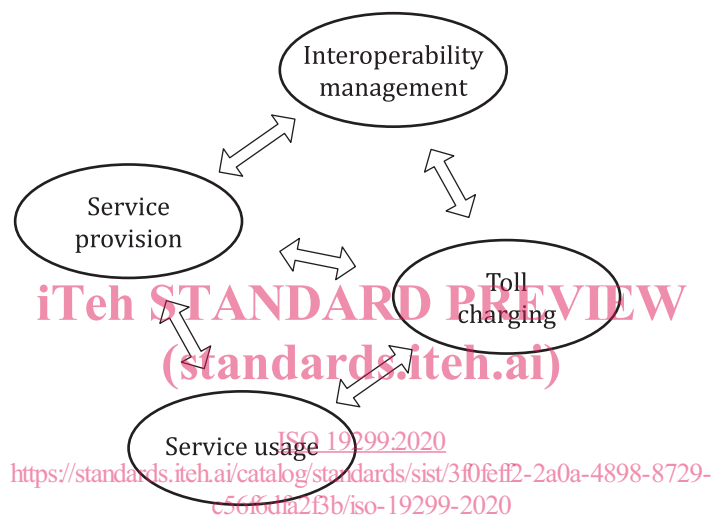 Interoperability
management
Service
provision
Toll
charging
iTeh STANDARD PREVIEW
(standards.iteh.ai)
Service usage
ISO 19299:2020
https://standards.iteh.ai/catalog/standards/sist/3f0feff2-2a0a-4898-8729-
c56f6dfa2f3b/iso-19299-2020